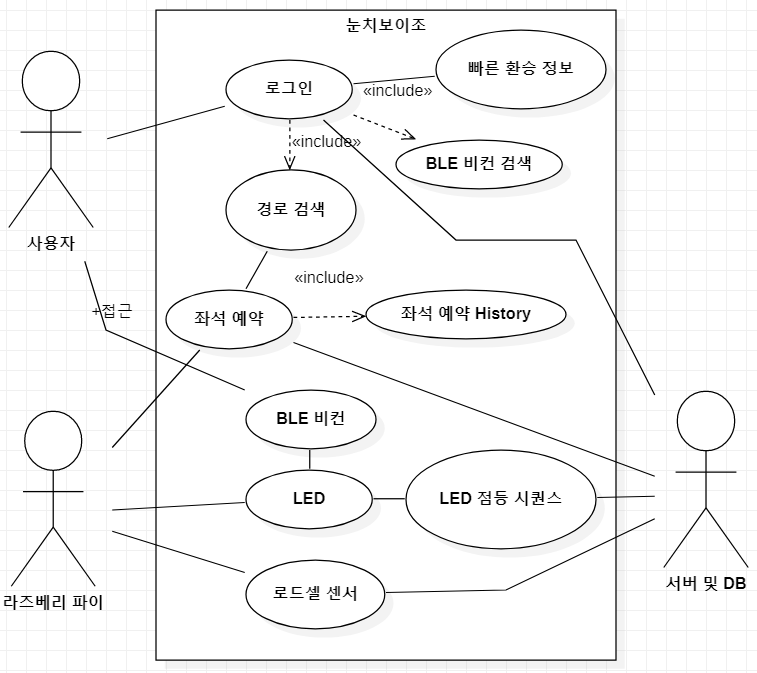 눈치보이조
로그인
빠른 환승 정보
«include»
«include»
BLE 비컨 검색
경로 검색
사용자
«include»
+접근
좌석 예약
좌석 예약 History
BLE 비컨
LED
LED 점등 시퀀스
로드셀 센서
라즈베리 파이
서버 및 DB